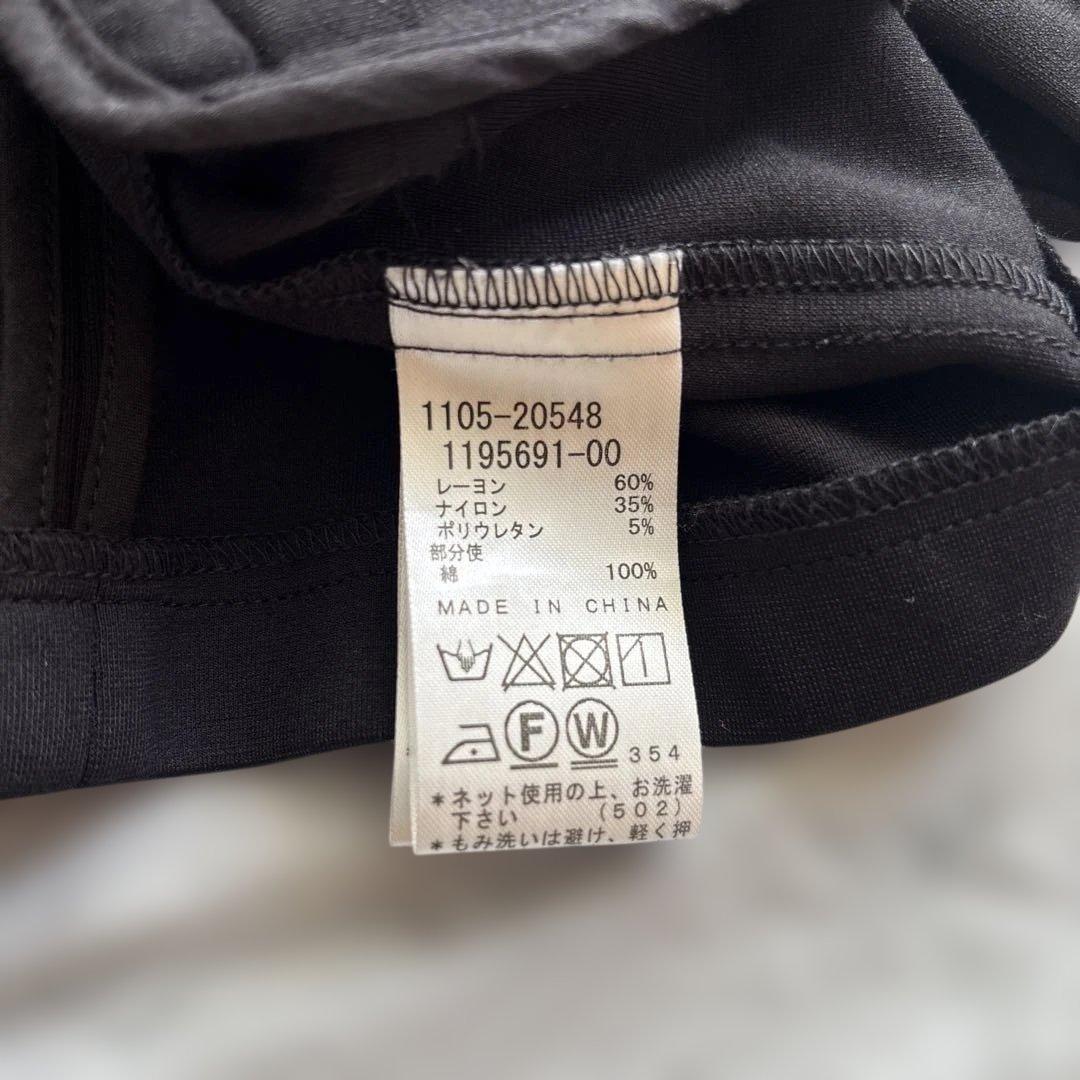 1105-20548
1195691-00
レーヨン 60%
ナイロン 35%
ポリウレタン 5%
部分使
綿 100%
MADE IN CHINA
F W 354
*ネット使用の上、お洗濯
下さい (502)
*もみ洗いは避け、軽く押